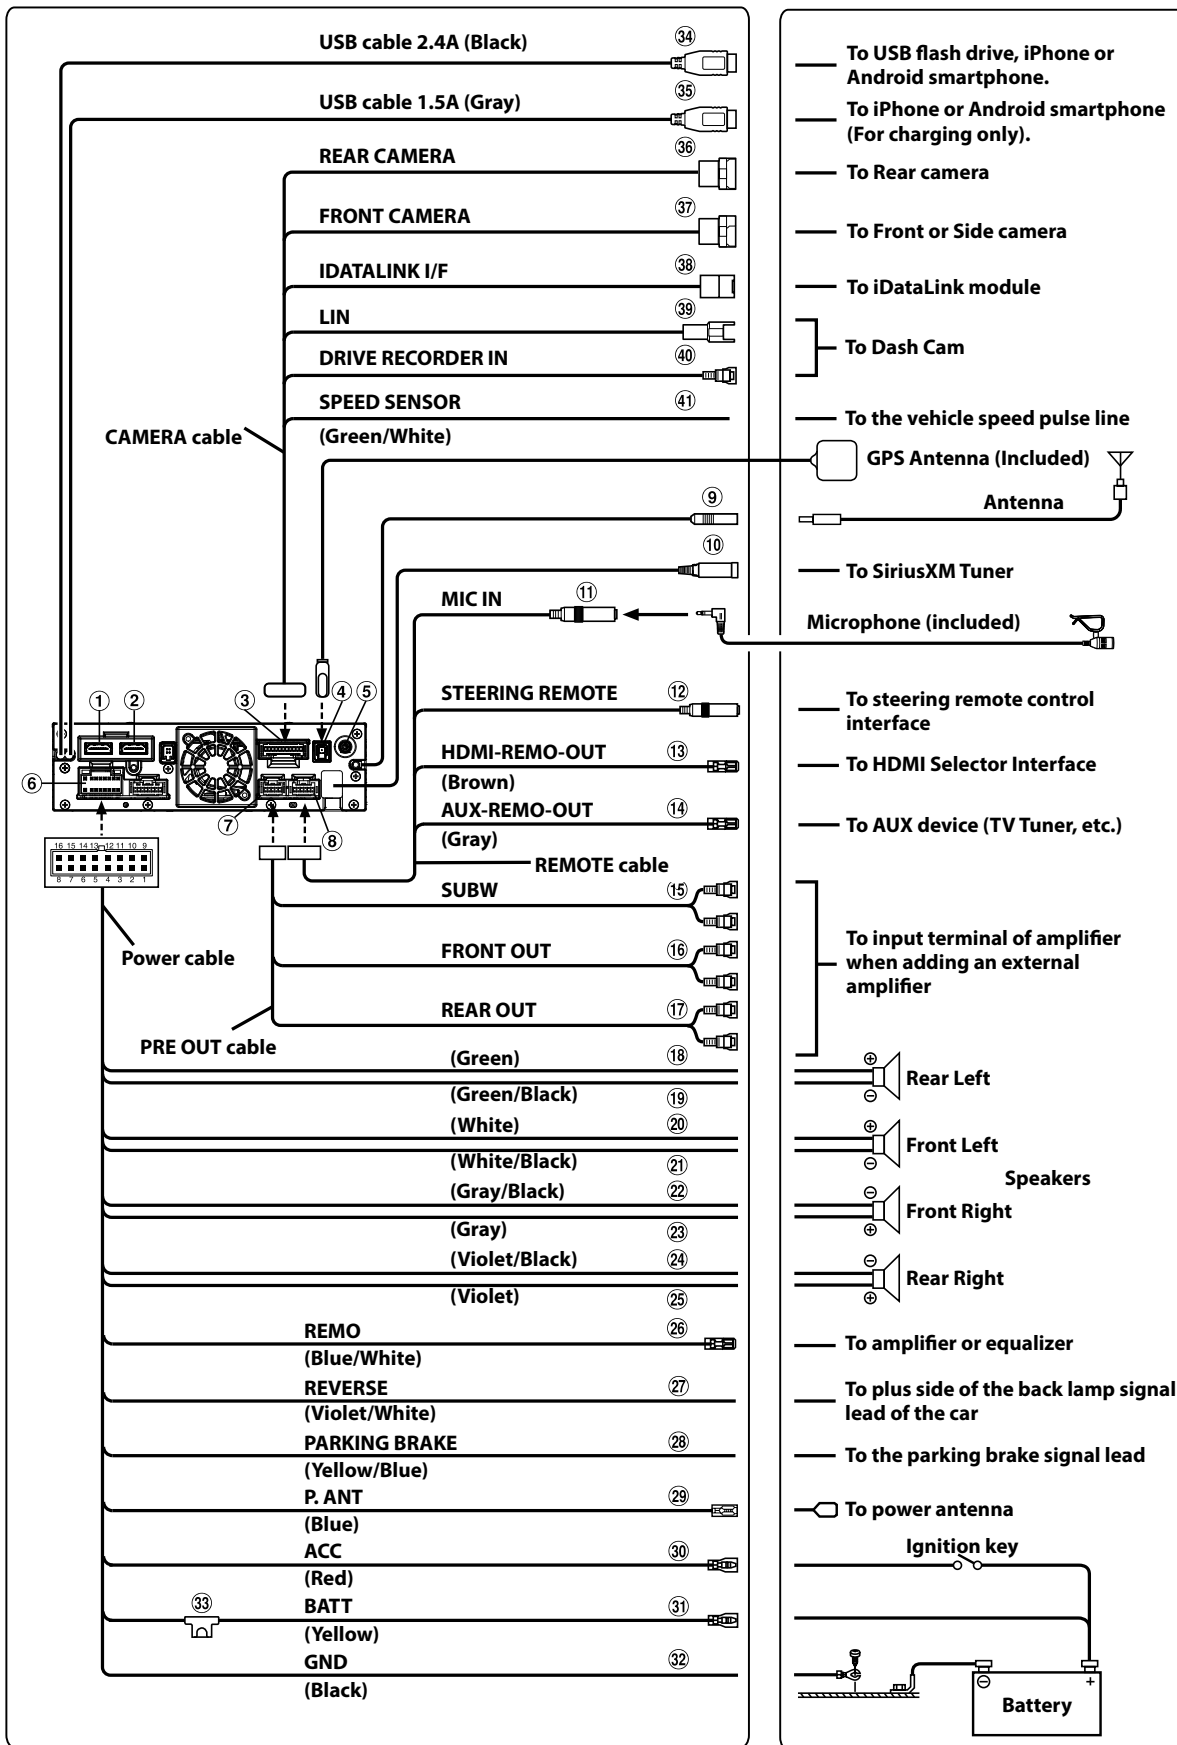 USB cable 2.4A (Black) 34
To USB flash drive, iPhone or
Android smartphone.
USB cable 1.5A (Gray) 35
To iPhone or Android smartphone
(For charging only).
REAR CAMERA 36
To Rear camera
FRONT CAMERA 37
To Front or Side camera
IDATALINK I/F 38
To iDataLink module
LIN 39
DRIVE RECORDER IN 40
To Dash Cam
SPEED SENSOR 41
(Green/White)
To the vehicle speed pulse line
CAMERA cable
GPS Antenna (Included)
9
Antenna
10
To SiriusXM Tuner
MIC IN 11
Microphone (included)
1 2 3 4 5
STEERING REMOTE 12
To steering remote control
interface
HDMI-REMO-OUT 13
(Brown)
To HDMI Selector Interface
6
7
8
AUX-REMO-OUT 14
(Gray)
To AUX device (TV Tuner, etc.)
16 15 14 13 12 11 10 9
8 7 6 5 4 3 2 1
REMOTE cable
SUBW 15
FRONT OUT 16
REAR OUT 17
To input terminal of amplifier
when adding an external
amplifier
Power cable
PRE OUT cable
(Green) 18
(Green/Black) 19
⊕
Rear Left
⊖
(White) 20
(White/Black) 21
⊕
Front Left
⊖
Speakers
(Gray/Black) 22
(Gray) 23
⊖
Front Right
⊕
(Violet/Black) 24
(Violet) 25
⊖
Rear Right
⊕
REMO 26
(Blue/White)
To amplifier or equalizer
REVERSE 27
(Violet/White)
To plus side of the back lamp signal
lead of the car
PARKING BRAKE 28
(Yellow/Blue)
To the parking brake signal lead
P. ANT 29
(Blue)
To power antenna
ACC 30
(Red)
Ignition key
33
BATT 31
(Yellow)
GND 32
(Black)
⊖ +
Battery